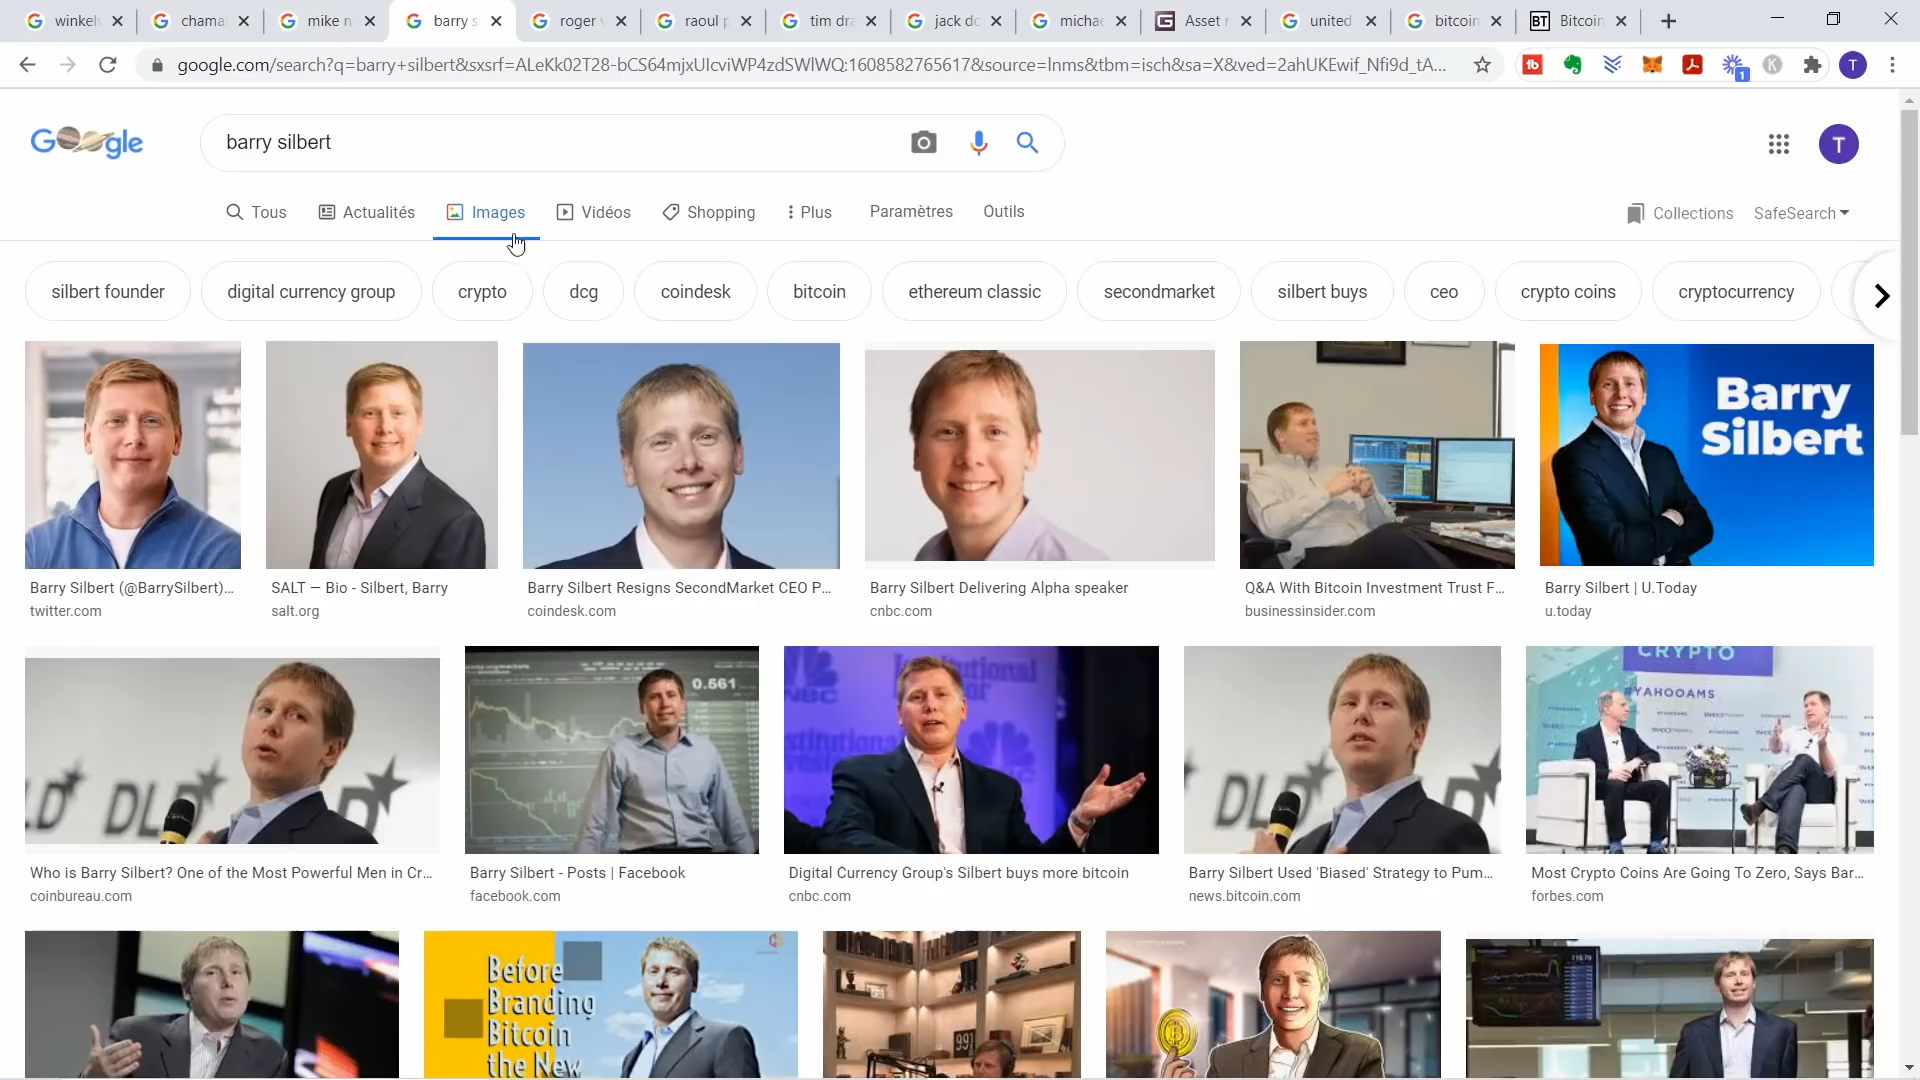 winkel
chama
mike n
barry s
roger
raoul p
tim dra
jack do
michae
Asset
united
bitcoin
BT Bitcoin
google.com/search?q=barry+silbert&sxsrf=ALeKk02T28-bCS64mjxUIcviWP4zdSWlWQ:1608582765617&source=lnms&tbm=isch&sa=X&ved=2ahUKEwif_Nfi9d_tA...
Google
barry silbert
T
Tous
Actualités
Images
Vidéos
Shopping
Plus
Paramètres
Outils
Collections
SafeSearch
silbert founder
digital currency group
crypto
dcg
coindesk
bitcoin
ethereum classic
secondmarket
silbert buys
ceo
crypto coins
cryptocurrency
Barry
Silbert
Barry Silbert (@BarrySilbert)...
twitter.com
SALT — Bio - Silbert, Barry
salt.org
Barry Silbert Resigns SecondMarket CEO P...
coindesk.com
Barry Silbert Delivering Alpha speaker
cnbc.com
Q&A With Bitcoin Investment Trust F...
businessinsider.com
Barry Silbert | U.Today
u.today
DLD
0.561
CRYPTO
#YAHOOAMS
Who is Barry Silbert? One of the Most Powerful Men in Cr...
coinbureau.com
Barry Silbert - Posts | Facebook
facebook.com
Digital Currency Group's Silbert buys more bitcoin
cnbc.com
Barry Silbert Used 'Biased' Strategy to Pum...
news.bitcoin.com
Most Crypto Coins Are Going To Zero, Says Bar...
forbes.com
Before
Branding
Bitcoin
the New